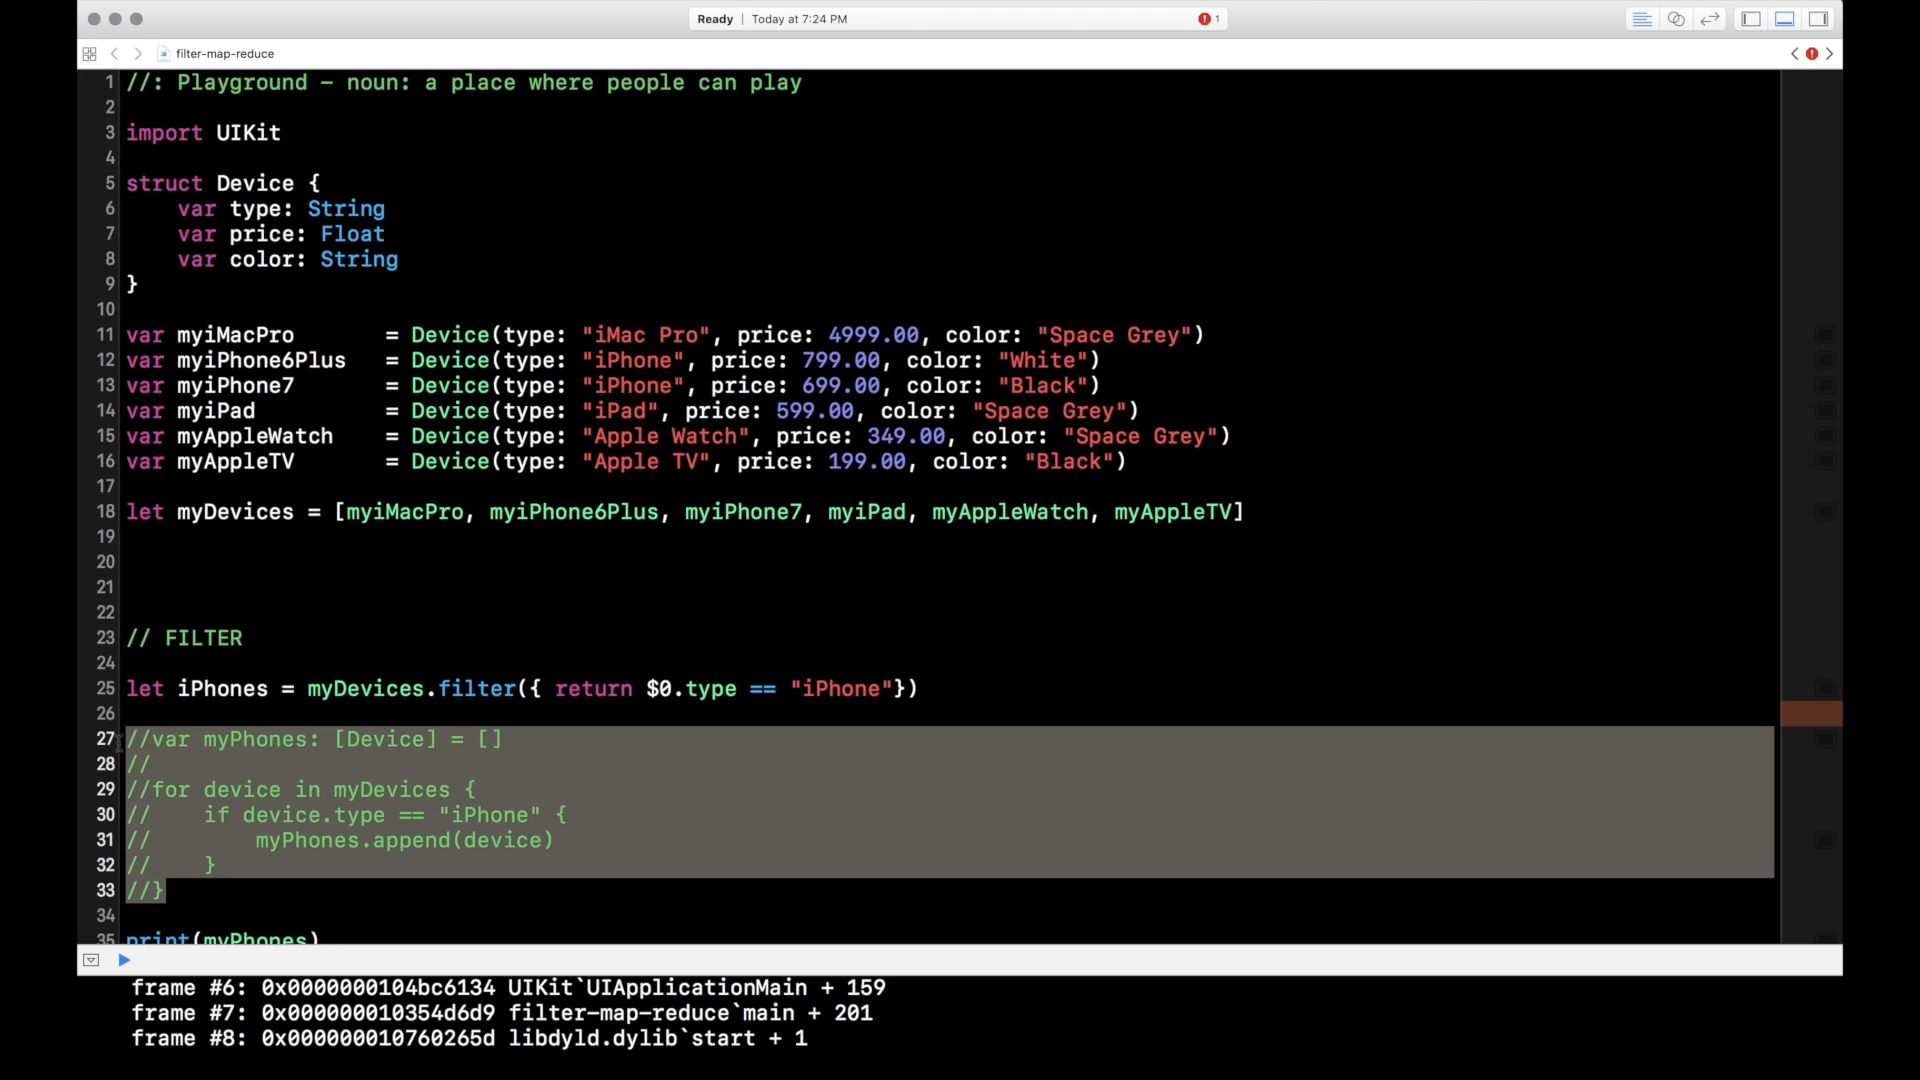 Ready | Today at 7:24 PM 1
filter-map-reduce
1 //: Playground – noun: a place where people can play
2
3 import UIKit
4
5 struct Device {
6     var type: String
7     var price: Float
8     var color: String
9 }
10
11 var myiMacPro       = Device(type: "iMac Pro", price: 4999.00, color: "Space Grey")
12 var myiPhone6Plus   = Device(type: "iPhone", price: 799.00, color: "White")
13 var myiPhone7       = Device(type: "iPhone", price: 699.00, color: "Black")
14 var myiPad          = Device(type: "iPad", price: 599.00, color: "Space Grey")
15 var myAppleWatch    = Device(type: "Apple Watch", price: 349.00, color: "Space Grey")
16 var myAppleTV       = Device(type: "Apple TV", price: 199.00, color: "Black")
17
18 let myDevices = [myiMacPro, myiPhone6Plus, myiPhone7, myiPad, myAppleWatch, myAppleTV]
19
20
21
22
23 // FILTER
24
25 let iPhones = myDevices.filter({ return $0.type == "iPhone"})
26
27 //var myPhones: [Device] = []
28 //
29 //for device in myDevices {
30 //    if device.type == "iPhone" {
31 //        myPhones.append(device)
32 //    }
33 //}
34
35 print(myPhones)
frame #6: 0x0000000104bc6134 UIKit`UIApplicationMain + 159
frame #7: 0x000000010354d6d9 filter-map-reduce`main + 201
frame #8: 0x000000010760265d libdyld.dylib`start + 1